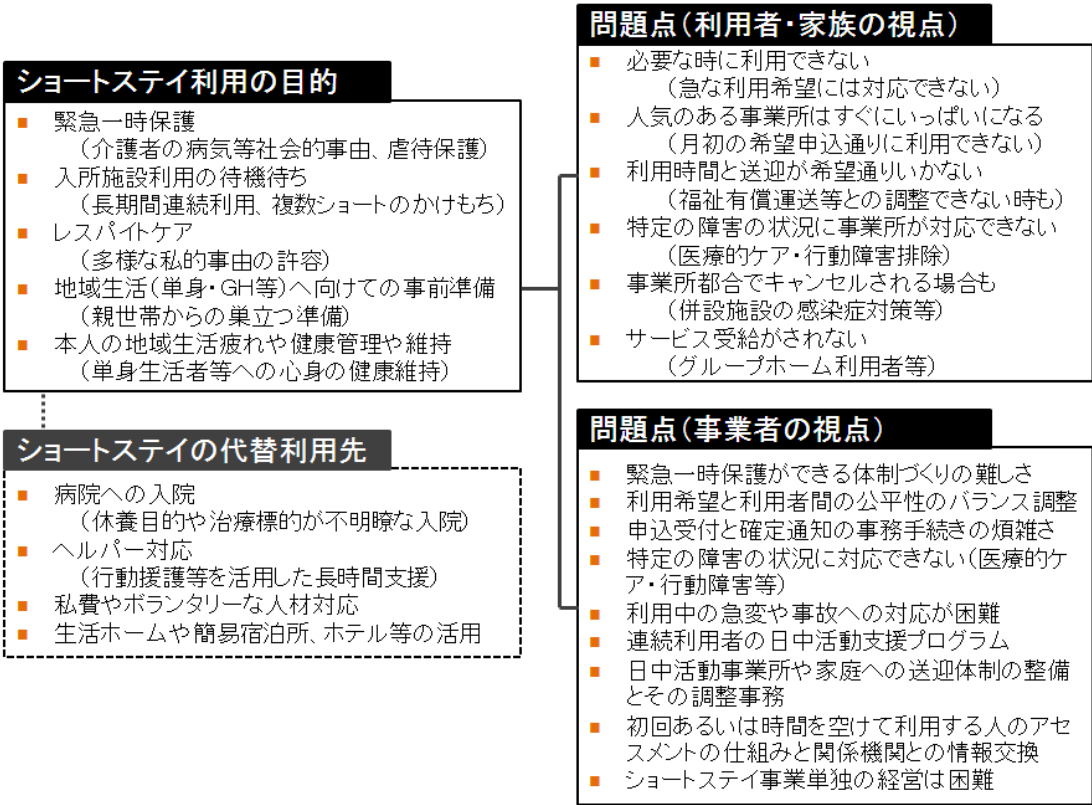 ショートステイ利用の目的
■ 緊急一時保護
(介護者の病気等社会的事由、虐待保護)
■ 入所施設利用の待機待ち
(長期間連続利用、複数ショートのかけもち)
■ レスパイトケア
(多様な私的事由の許容)
■ 地域生活(単身・GH等)へ向けての事前準備
(親世帯からの巣立つ準備)
■ 本人の地域生活疲れや健康管理や維持
(単身生活者等への心身の健康維持)
ショートステイの代替利用先
■ 病院への入院
(休養目的や治療標的が不明瞭な入院)
■ ヘルパー対応
(行動援護等を活用した長時間支援)
■ 私費やボランタリーな人材対応
■ 生活ホームや簡易宿泊所、ホテル等の活用
問題点(利用者・家族の視点)
■ 必要な時に利用できない
(急な利用希望には対応できない)
■ 人気のある事業所はすぐにいっぱいになる
(月初の希望申込通りに利用できない)
■ 利用時間と送迎が希望通りいかない
(福祉有償運送等との調整できない時も)
■ 特定の障害の状況に事業所が対応できない
(医療的ケア・行動障害排除)
■ 事業所都合でキャンセルされる場合も
(併設施設の感染症対策等)
■ サービス受給がされない
(グループホーム利用者等)
問題点(事業者の視点)
■ 緊急一時保護ができる体制づくりの難しさ
■ 利用希望と利用者間の公平性のバランス調整
■ 申込受付と確定通知の事務手続きの煩雑さ
■ 特定の障害の状況に対応できない(医療的ケ
ア・行動障害等)
■ 利用中の急変や事故への対応が困難
■ 連続利用者の日中活動支援プログラム
■ 日中活動事業所や家庭への送迎体制の整備
とその調整事務
■ 初回あるいは時間を空けて利用する人のアセ
スメントの仕組みと関係機関との情報交換
■ ショートステイ事業単独の経営は困難